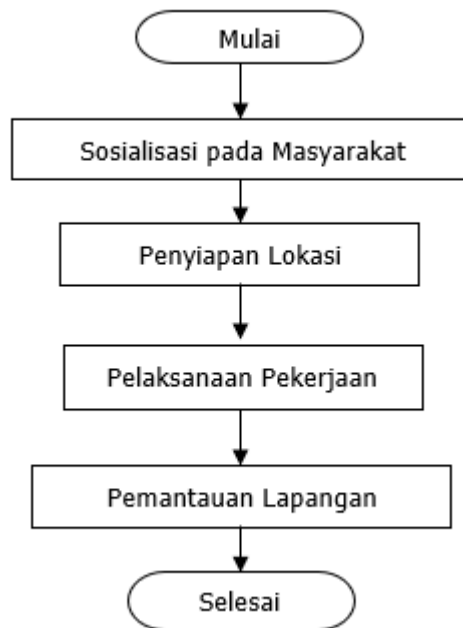 Mulai
Sosialisasi pada Masyarakat
Penyiapan Lokasi
Pelaksanaan Pekerjaan
Pemantauan Lapangan
Selesai